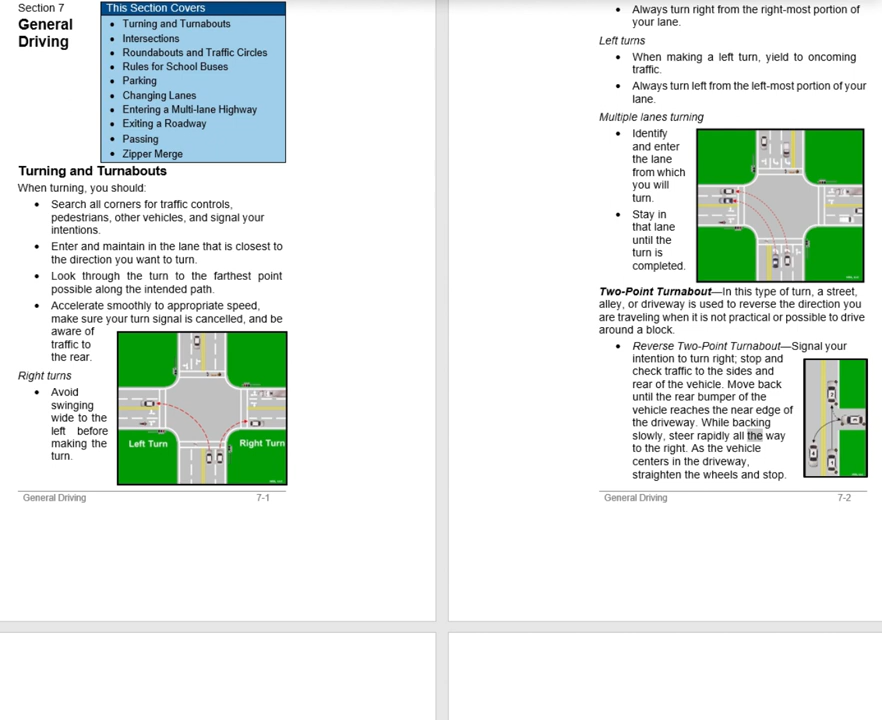 Section 7
General
Driving
This Section Covers
• Turning and Turnabouts
• Intersections
• Roundabouts and Traffic Circles
• Rules for School Buses
• Parking
• Changing Lanes
• Entering a Multi-lane Highway
• Exiting a Roadway
• Passing
• Zipper Merge
Turning and Turnabouts
When turning, you should:
• Search all corners for traffic controls,
pedestrians, other vehicles, and signal your
intentions.
• Enter and maintain in the lane that is closest to
the direction you want to turn.
• Look through the turn to the farthest point
possible along the intended path.
• Accelerate smoothly to appropriate speed,
make sure your turn signal is cancelled, and be
aware of
traffic to
the rear.
Right turns
• Avoid
swinging
wide to the
left before
making the
turn.
Left Turn
Right Turn
General Driving
7-1
• Always turn right from the right-most portion of
your lane.
Left turns
• When making a left turn, yield to oncoming
traffic.
• Always turn left from the left-most portion of your
lane.
Multiple lanes turning
• Identify
and enter
the lane
from which
you will
turn.
• Stay in
that lane
until the
turn is
completed.
Two-Point Turnabout—In this type of turn, a street,
alley, or driveway is used to reverse the direction you
are traveling when it is not practical or possible to drive
around a block.
• Reverse Two-Point Turnabout—Signal your
intention to turn right; stop and
check traffic to the sides and
rear of the vehicle. Move back
until the rear bumper of the
vehicle reaches the near edge of
the driveway. While backing
slowly, steer rapidly all the way
to the right. As the vehicle
centers in the driveway,
straighten the wheels and stop.
General Driving
7-2